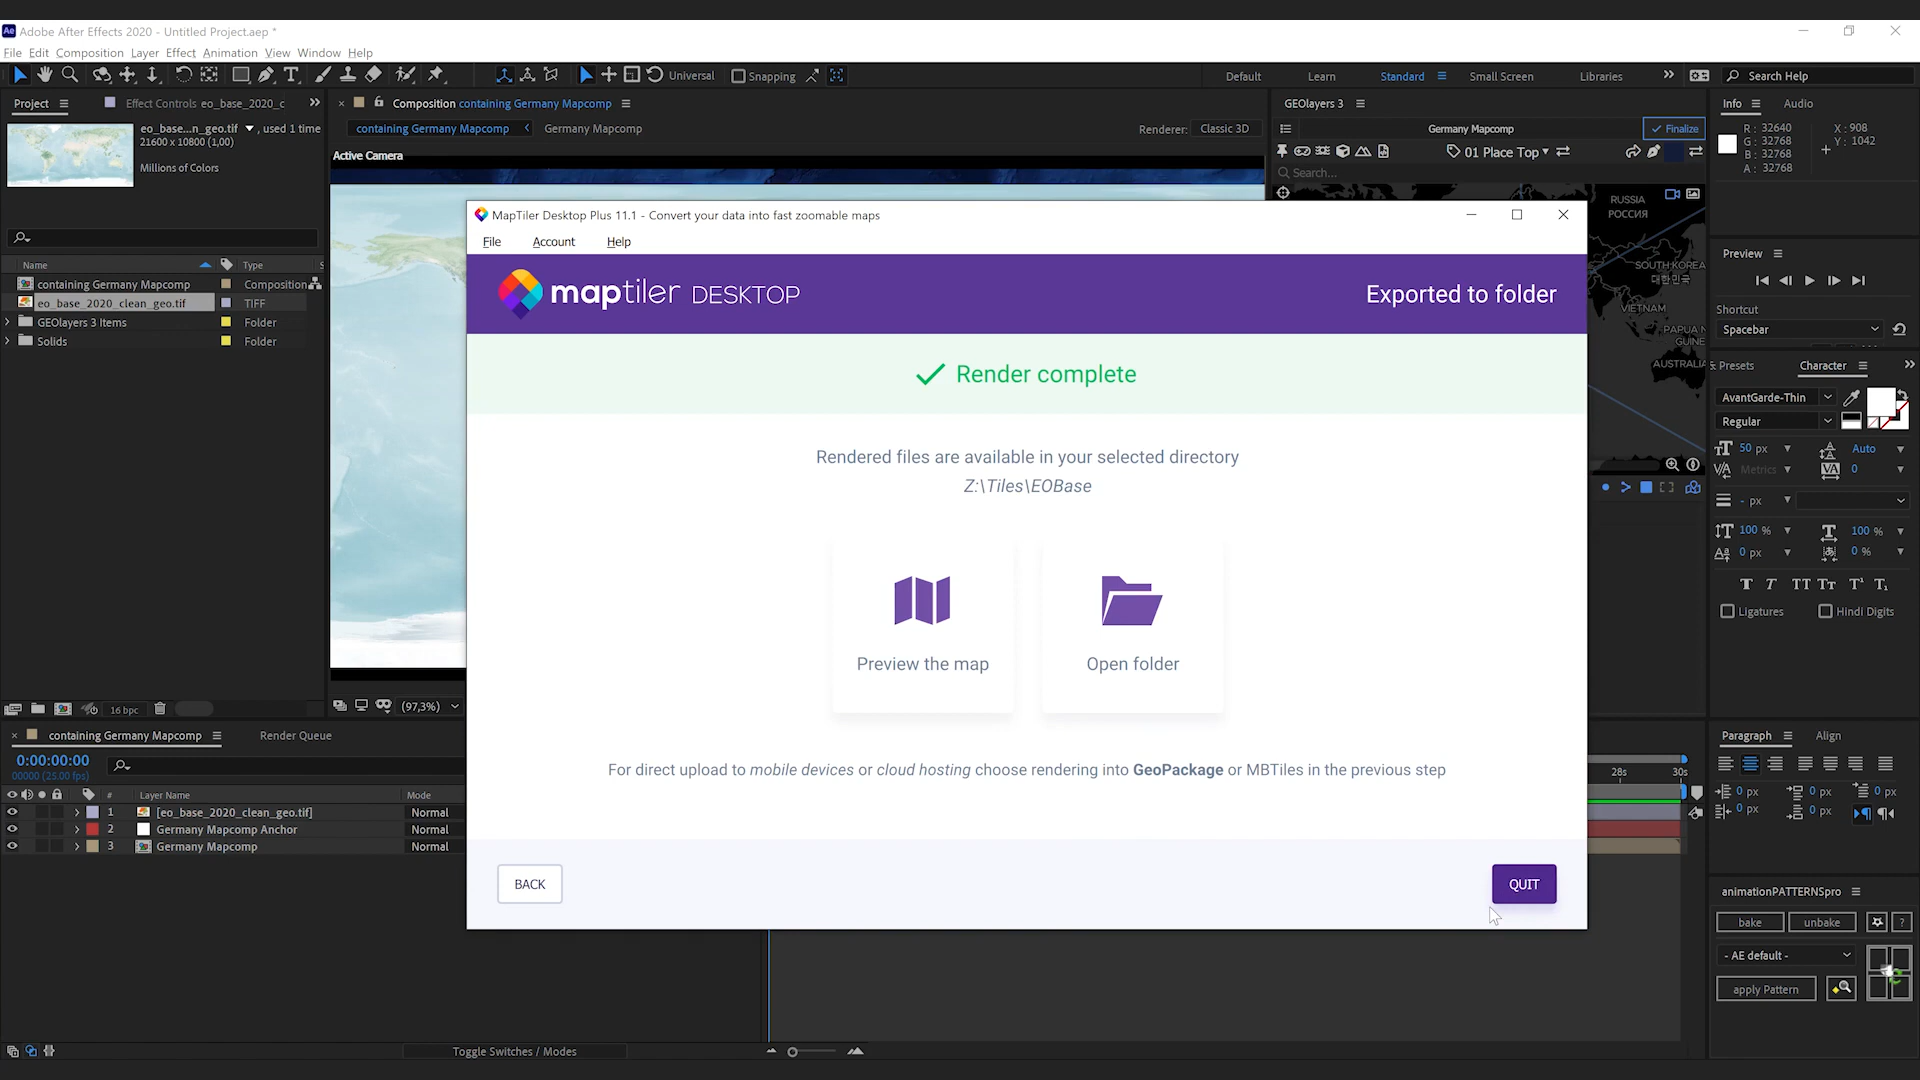 Adobe After Effects 2020 - Untitled Project.aep *
File Edit Composition Layer Effect Animation View Window Help
Universal Snapping Default Learn Standard Small Screen Libraries Search Help
Project Effect Controls eo_base_2020_c
eo_base...n_geo.tif , used 1 time
21600 x 10800 (1,00)
Millions of Colors
Name Type
containing Germany Mapcomp Composition
eo_base_2020_clean_geo.tif TIFF
GEOlayers 3 Items Folder
Solids Folder
16 bpc
Composition containing Germany Mapcomp
containing Germany Mapcomp Germany Mapcomp
Renderer: Classic 3D
Active Camera
(97,3%)
MapTiler Desktop Plus 11.1 - Convert your data into fast zoomable maps
File Account Help
maptiler DESKTOP
Exported to folder
Render complete
Rendered files are available in your selected directory
Z:\Tiles\EOBase
Preview the map
Open folder
For direct upload to mobile devices or cloud hosting choose rendering into GeoPackage or MBTiles in the previous step
BACK
QUIT
GEOlayers 3
Germany Mapcomp Finalize
01 Place Top
Search...
RUSSIA
РОССИЯ
SOUTH KOREA
대한민국
VIETNAM
PAPUA N
GUINE
AUSTRALIA
Info Audio
R: 32640
G: 32768
B: 32768
A: 32768
X: 908
Y: 1042
Preview
Shortcut
Spacebar
& Presets Character
AvantGarde-Thin
Regular
50 px Auto
Metrics 0
- px
100 % 100 %
0 px 0 %
Ligatures Hindi Digits
Paragraph Align
0 px 0 px 0 px
0 px 0 px
animationPATTERNSpro
bake unbake ?
- AE default -
apply Pattern
containing Germany Mapcomp Render Queue
0:00:00:00
00000 (25.00 fps)
# Layer Name Mode
1 [eo_base_2020_clean_geo.tif] Normal
2 Germany Mapcomp Anchor Normal
3 Germany Mapcomp Normal
28s 30s
Toggle Switches / Modes